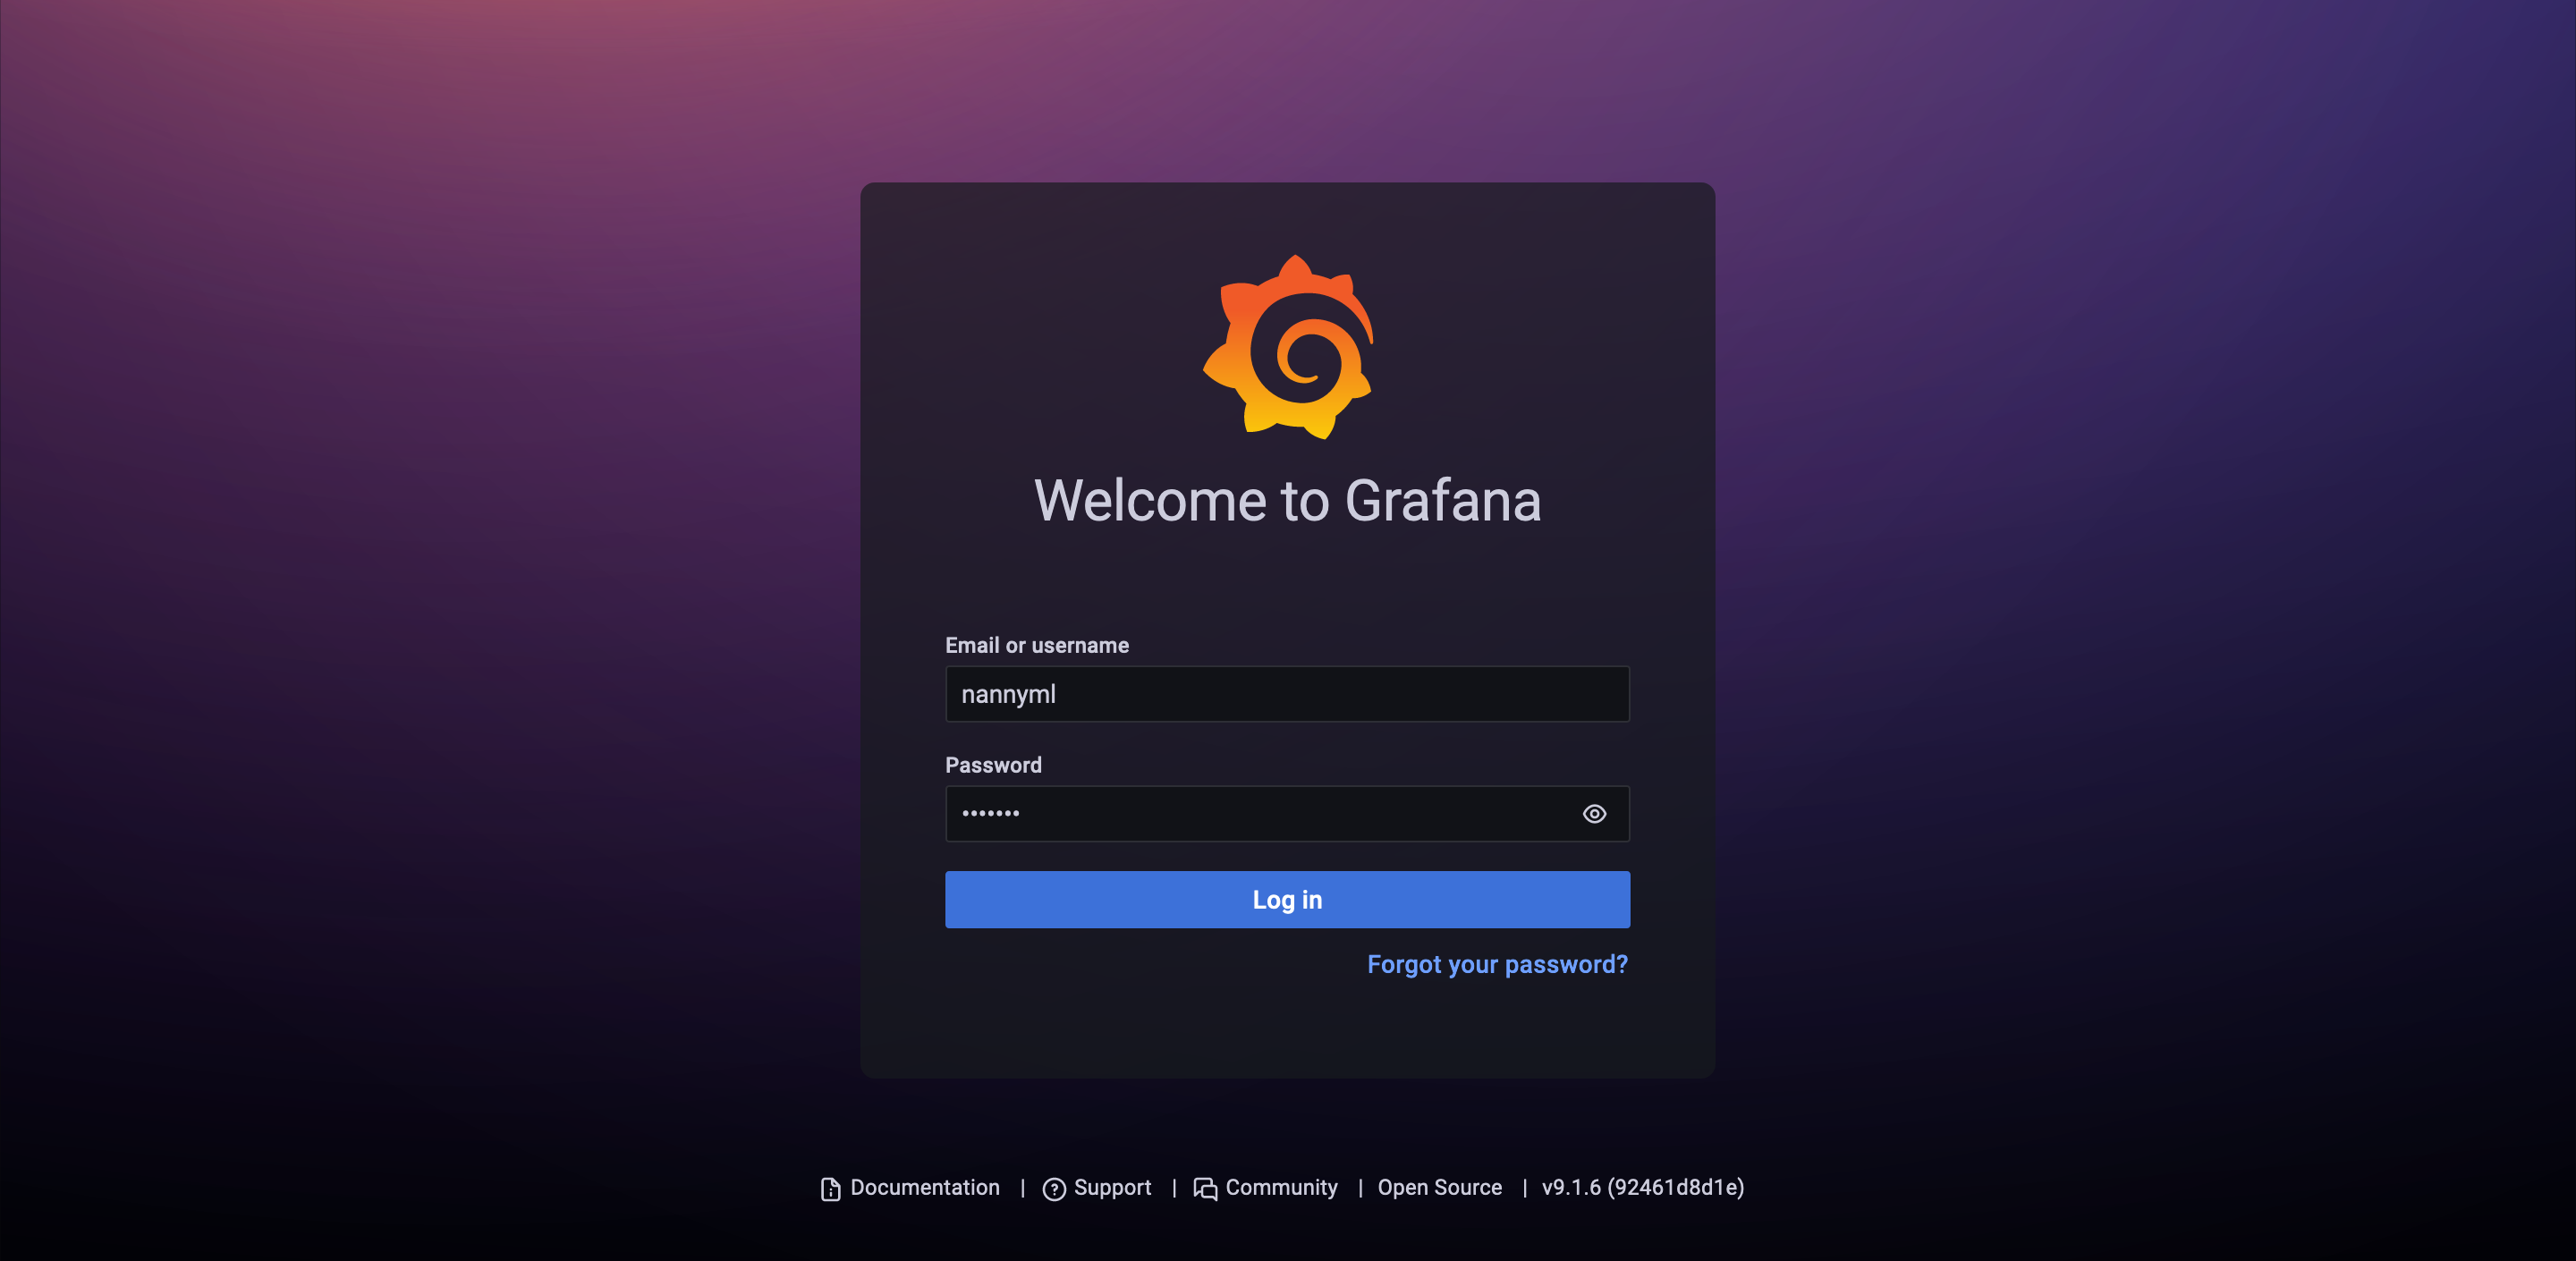 Welcome to Grafana
Email or username
nannyml
Password
•••••••
Log in
Forgot your password?
Documentation | Support | Community | Open Source | v9.1.6 (92461d8d1e)